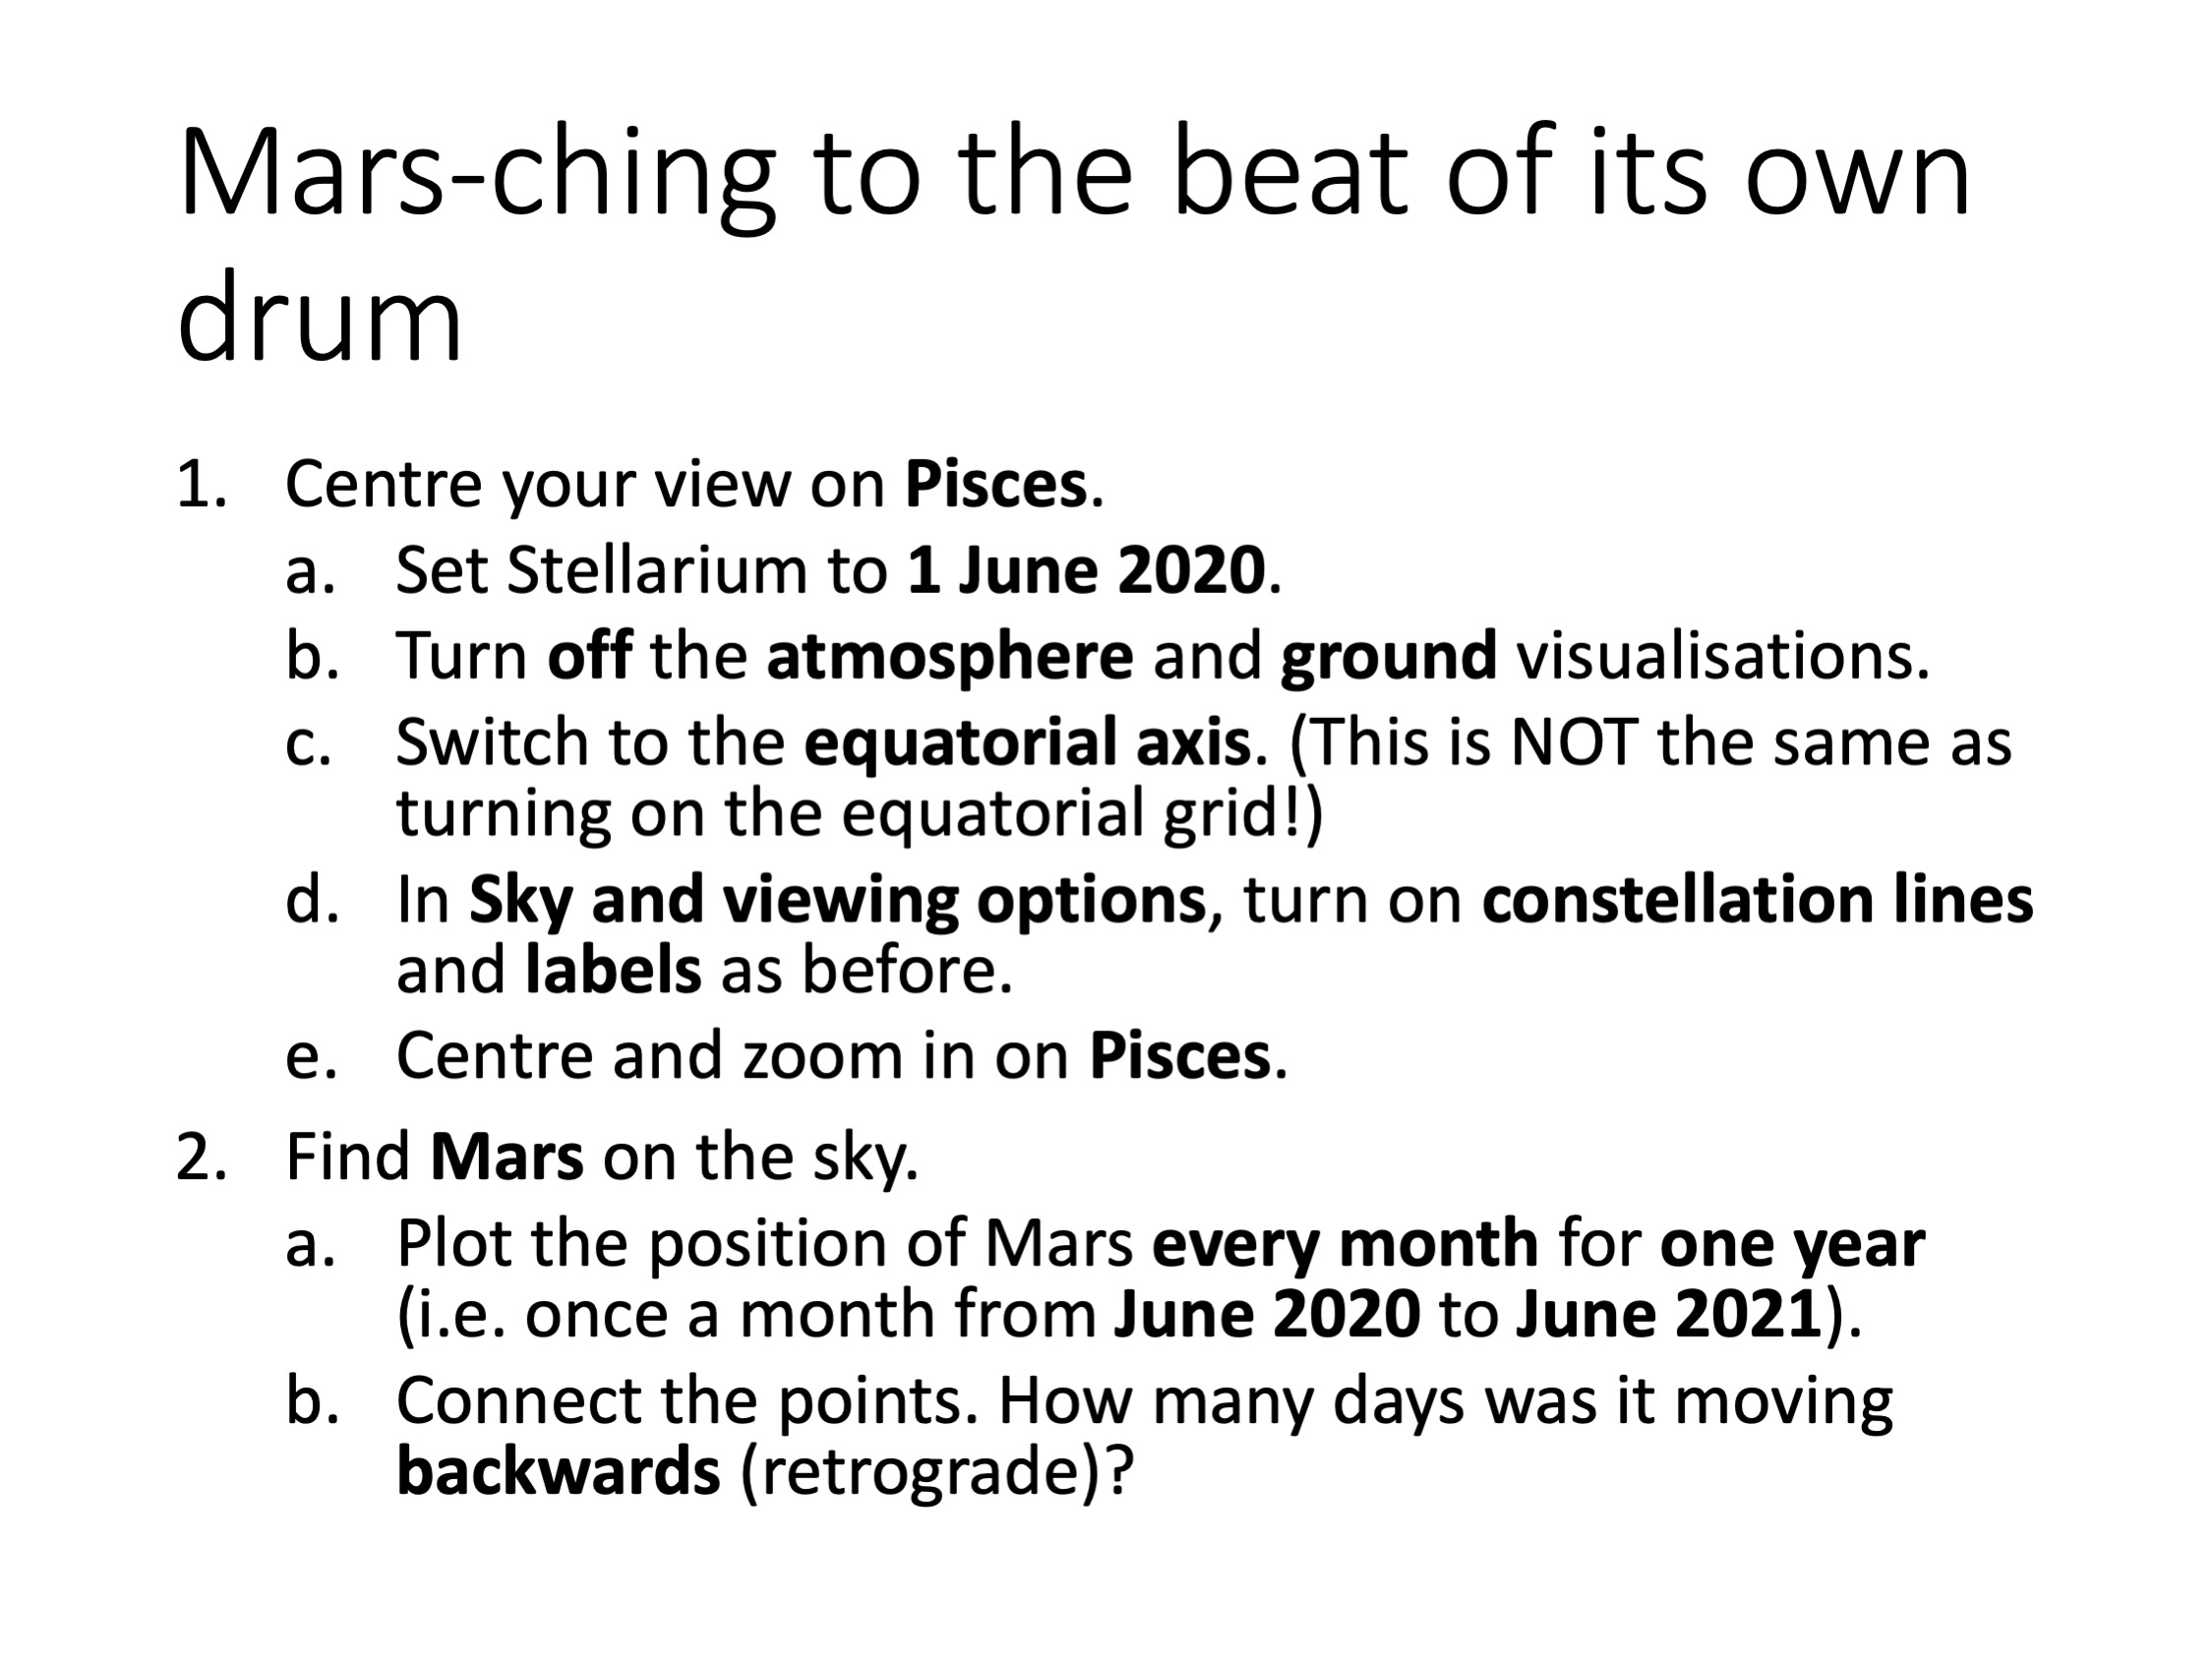 Mars-ching to the beat of its own
drum
1. Centre your view on Pisces.
a. Set Stellarium to 1 June 2020.
b. Turn off the atmosphere and ground visualisations.
c. Switch to the equatorial axis. (This is NOT the same as
turning on the equatorial grid!)
d. In Sky and viewing options, turn on constellation lines
and labels as before.
e. Centre and zoom in on Pisces.
2. Find Mars on the sky.
a. Plot the position of Mars every month for one year
(i.e. once a month from June 2020 to June 2021).
b. Connect the points. How many days was it moving
backwards (retrograde)?